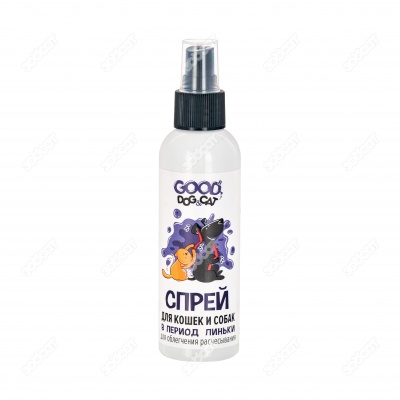 GOOD
DOG&CAT
СПРЕЙ
ДЛЯ КОШЕК И СОБАК
В ПЕРИОД ЛИНЬКИ
для облегчения расчесывания